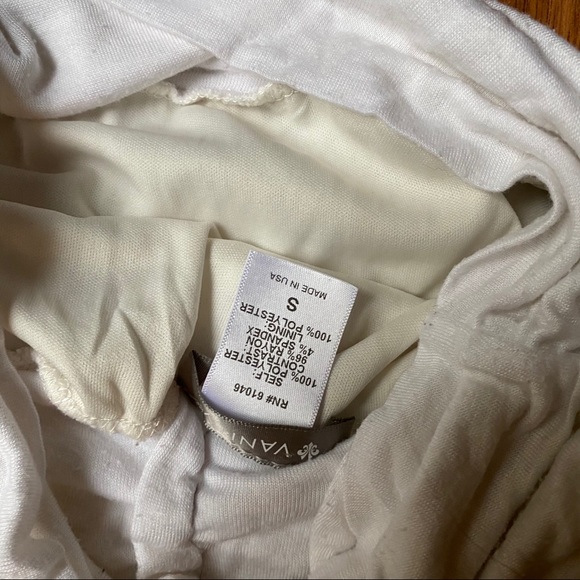 RN# 61046
SELF:
100% POLYESTER
CONTRAST:
96% RAYON
4% SPANDEX
LINING:
100% POLYESTER
S
MADE IN USA